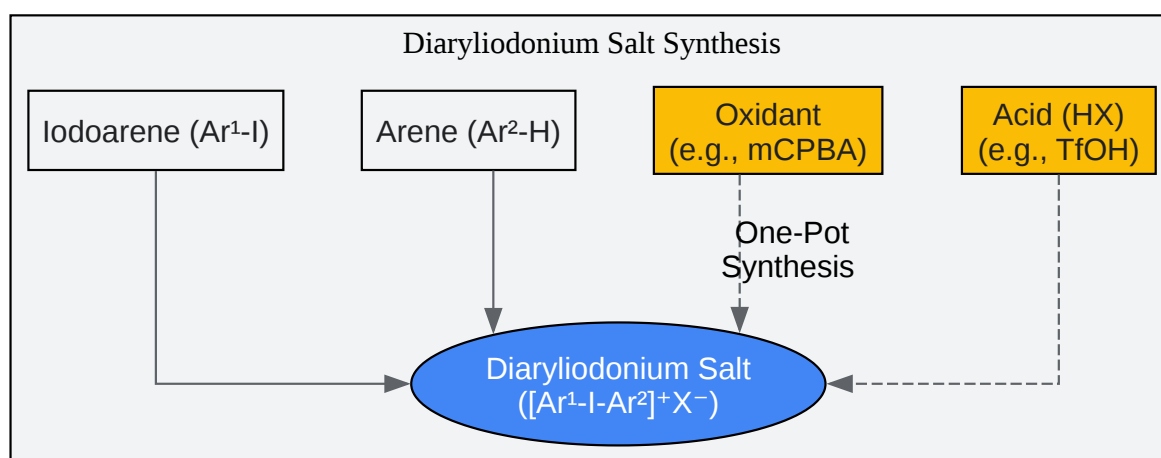 Diaryliodonium Salt Synthesis
Iodoarene (Ar¹-I)
Arene (Ar²-H)
Oxidant
(e.g., mCPBA)
Acid (HX)
(e.g., TfOH)
One-Pot
Synthesis
Diaryliodonium Salt
([Ar¹-I-Ar²]⁺X⁻)